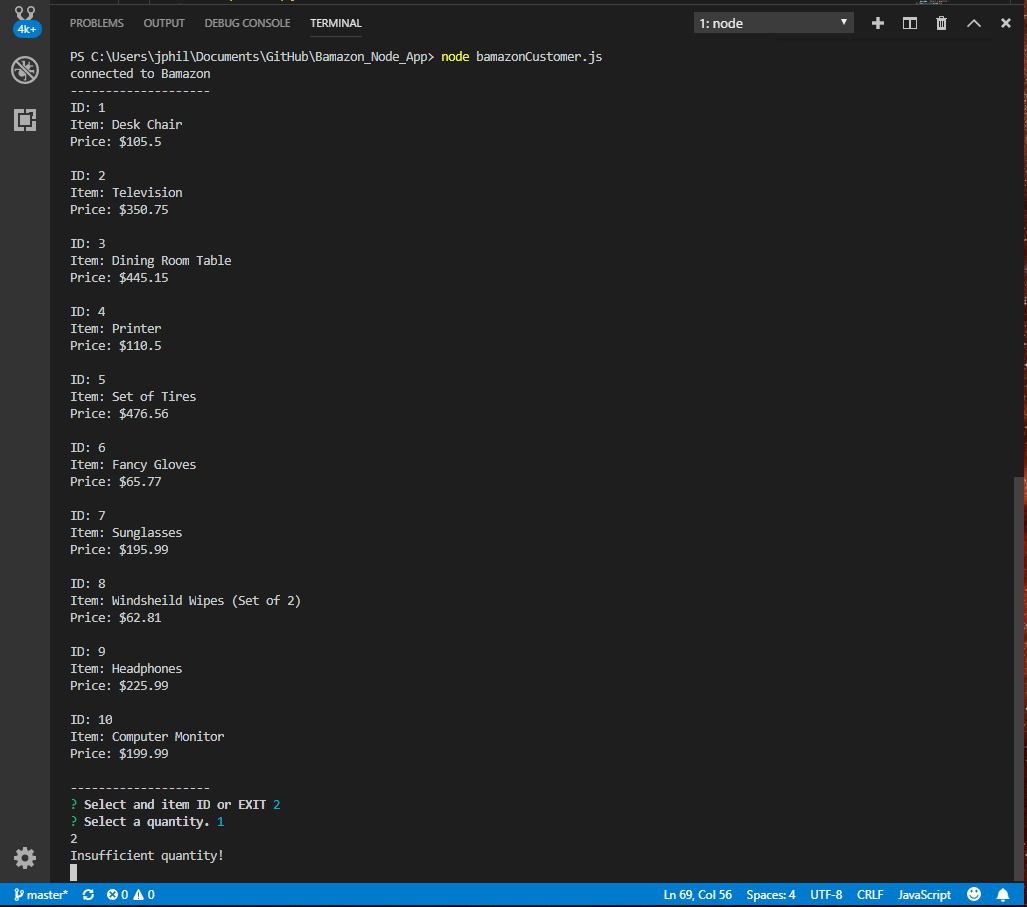 PROBLEMS OUTPUT DEBUG CONSOLE TERMINAL 1: node
4k+
PS C:\Users\jphil\Documents\GitHub\Bamazon_Node_App> node bamazonCustomer.js
connected to Bamazon
--------------------
ID: 1
Item: Desk Chair
Price: $105.5
ID: 2
Item: Television
Price: $350.75
ID: 3
Item: Dining Room Table
Price: $445.15
ID: 4
Item: Printer
Price: $110.5
ID: 5
Item: Set of Tires
Price: $476.56
ID: 6
Item: Fancy Gloves
Price: $65.77
ID: 7
Item: Sunglasses
Price: $195.99
ID: 8
Item: Windsheild Wipes (Set of 2)
Price: $62.81
ID: 9
Item: Headphones
Price: $225.99
ID: 10
Item: Computer Monitor
Price: $199.99
--------------------
? Select and item ID or EXIT 2
? Select a quantity. 1
2
Insufficient quantity!
master* 0 0 Ln 69, Col 56 Spaces: 4 UTF-8 CRLF JavaScript